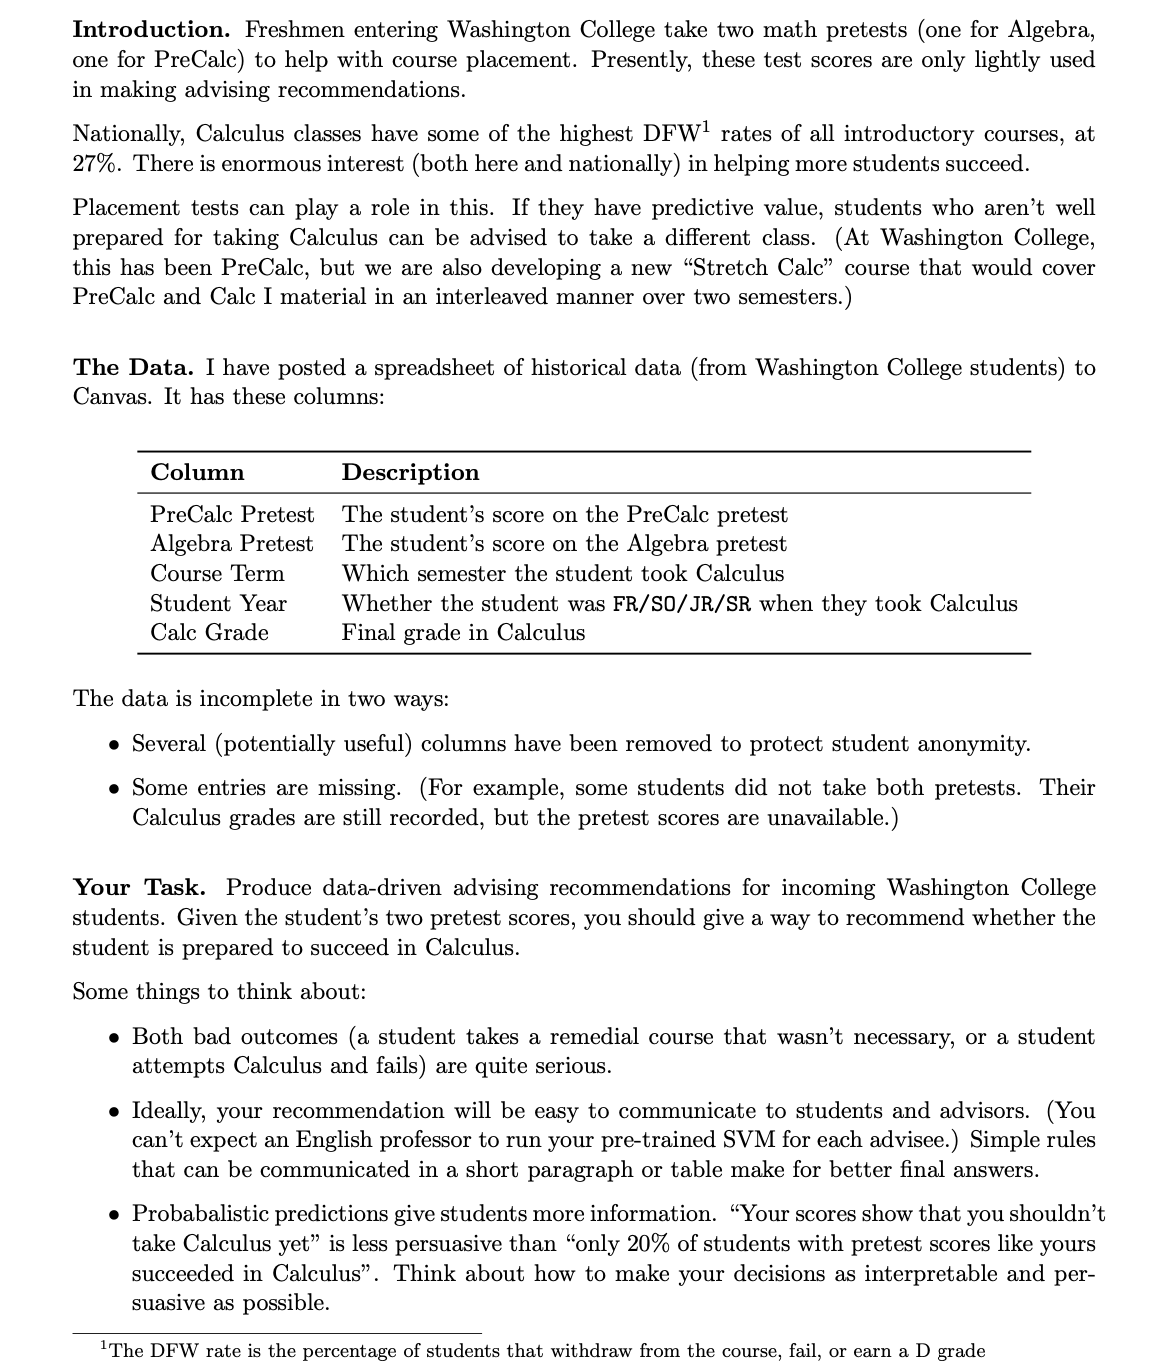 Introduction. Freshmen entering Washington College take two math pretests (one for Algebra,
one for PreCalc) to help with course placement. Presently, these test scores are only lightly used
in making advising recommendations.
Nationally, Calculus classes have some of the highest DFW¹ rates of all introductory courses, at
27%. There is enormous interest (both here and nationally) in helping more students succeed.
Placement tests can play a role in this. If they have predictive value, students who aren't well
prepared for taking Calculus can be advised to take a different class. (At Washington College,
this has been PreCalc, but we are also developing a new “Stretch Calc” course that would cover
PreCalc and Calc I material in an interleaved manner over two semesters.)
The Data. I have posted a spreadsheet of historical data (from Washington College students) to
Canvas. It has these columns:
Column Description
PreCalc Pretest The student's score on the PreCalc pretest
Algebra Pretest The student's score on the Algebra pretest
Course Term Which semester the student took Calculus
Student Year Whether the student was FR/SO/JR/SR when they took Calculus
Calc Grade Final grade in Calculus
The data is incomplete in two ways:
• Several (potentially useful) columns have been removed to protect student anonymity.
• Some entries are missing. (For example, some students did not take both pretests. Their
Calculus grades are still recorded, but the pretest scores are unavailable.)
Your Task. Produce data-driven advising recommendations for incoming Washington College
students. Given the student's two pretest scores, you should give a way to recommend whether the
student is prepared to succeed in Calculus.
Some things to think about:
• Both bad outcomes (a student takes a remedial course that wasn't necessary, or a student
attempts Calculus and fails) are quite serious.
• Ideally, your recommendation will be easy to communicate to students and advisors. (You
can't expect an English professor to run your pre-trained SVM for each advisee.) Simple rules
that can be communicated in a short paragraph or table make for better final answers.
• Probabalistic predictions give students more information. “Your scores show that you shouldn't
take Calculus yet” is less persuasive than “only 20% of students with pretest scores like yours
succeeded in Calculus”. Think about how to make your decisions as interpretable and per-
suasive as possible.
¹The DFW rate is the percentage of students that withdraw from the course, fail, or earn a D grade